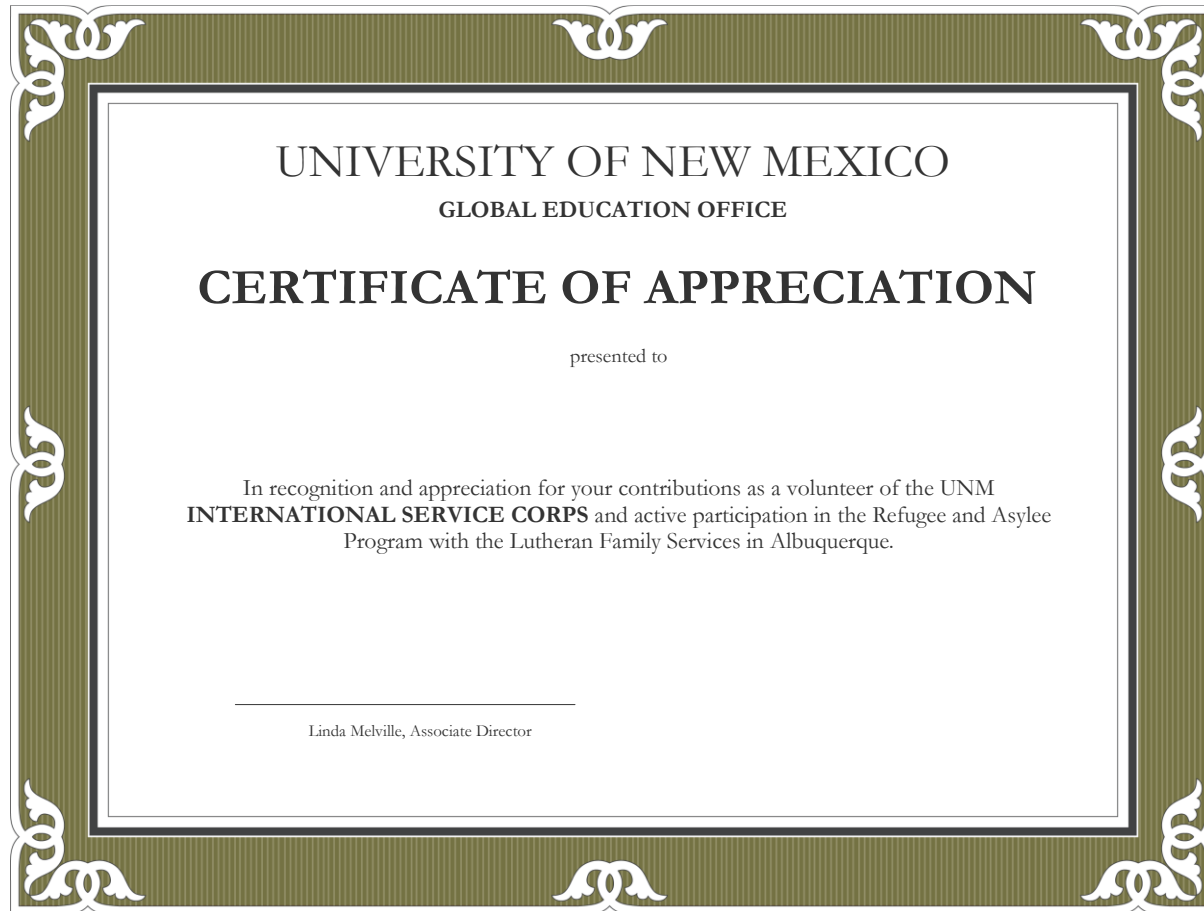 UNIVERSITY OF NEW MEXICO
GLOBAL EDUCATION OFFICE
CERTIFICATE OF APPRECIATION
presented to
In recognition and appreciation for your contributions as a volunteer of the UNM
INTERNATIONAL SERVICE CORPS and active participation in the Refugee and Asylee
Program with the Lutheran Family Services in Albuquerque.
Linda Melville, Associate Director